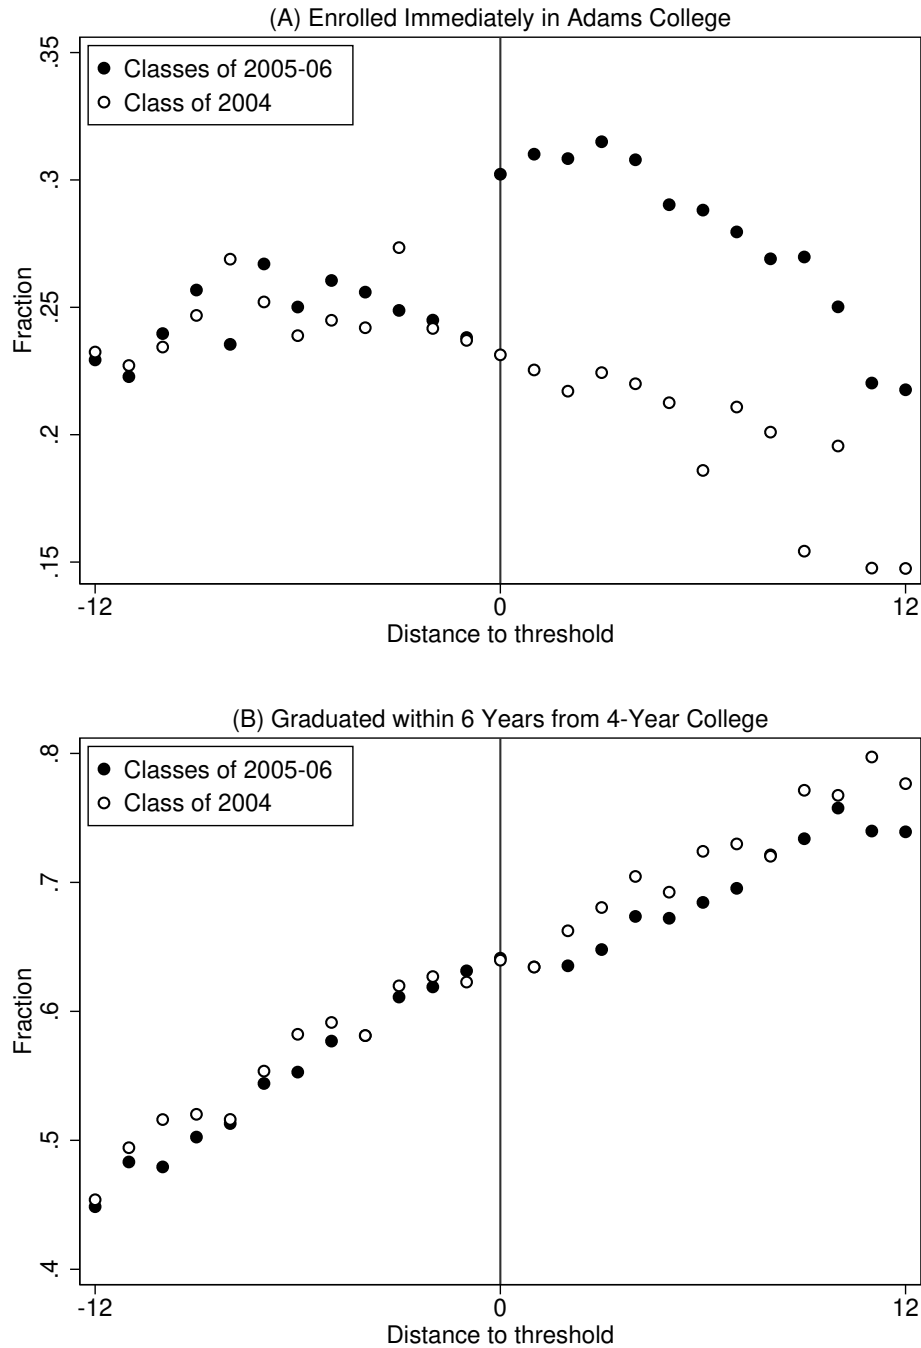 (A) Enrolled Immediately in Adams College
Classes of 2005-06
Class of 2004
.35
.3
.25
.2
.15
Fraction
-12
0
12
Distance to threshold
(B) Graduated within 6 Years from 4-Year College
Classes of 2005-06
Class of 2004
.8
.7
.6
.5
.4
Fraction
-12
0
12
Distance to threshold